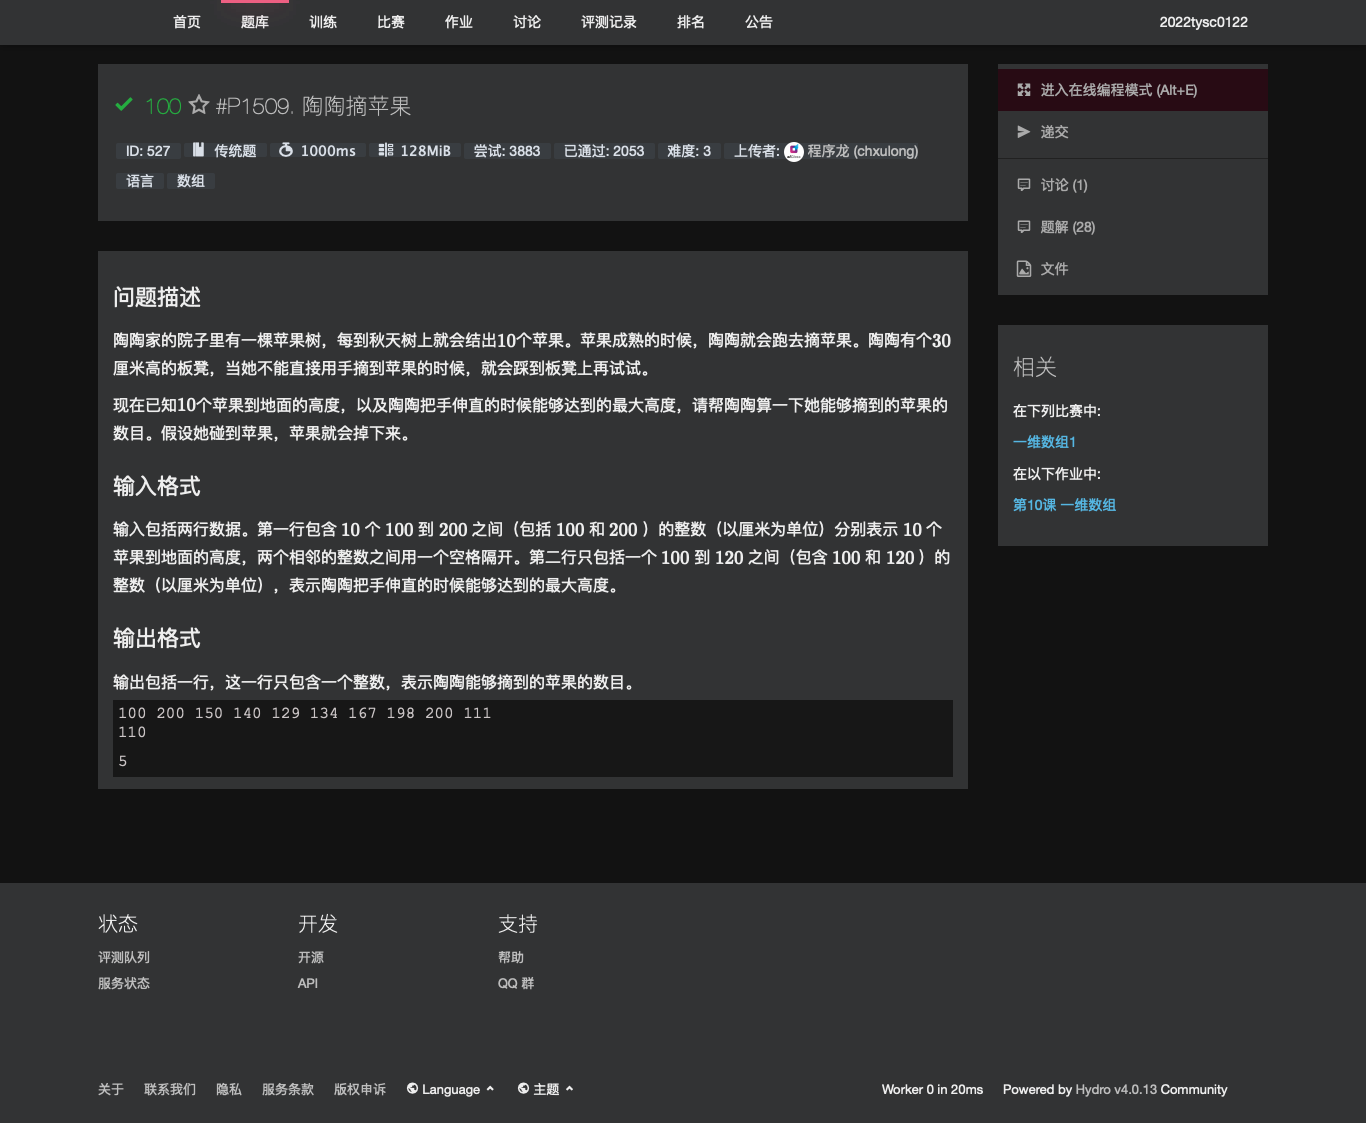 首页 题库 训练 比赛 作业 讨论 评测记录 排名 公告 2022tysc0122
100 #P1509. 陶陶摘苹果
ID: 527 传统题 1000ms 128MiB 尝试: 3883 已通过: 2053 难度: 3 上传者: 程序龙 (chxulong)
语言 数组
问题描述
陶陶家的院子里有一棵苹果树，每到秋天树上就会结出10个苹果。苹果成熟的时候，陶陶就会跑去摘苹果。陶陶有个30
厘米高的板凳，当她不能直接用手摘到苹果的时候，就会踩到板凳上再试试。
现在已知10个苹果到地面的高度，以及陶陶把手伸直的时候能够达到的最大高度，请帮陶陶算一下她能够摘到的苹果的
数目。假设她碰到苹果，苹果就会掉下来。
输入格式
输入包括两行数据。第一行包含 10 个 100 到 200 之间（包括 100 和 200 ）的整数（以厘米为单位）分别表示 10 个
苹果到地面的高度，两个相邻的整数之间用一个空格隔开。第二行只包括一个 100 到 120 之间（包含 100 和 120 ）的
整数（以厘米为单位），表示陶陶把手伸直的时候能够达到的最大高度。
输出格式
输出包括一行，这一行只包含一个整数，表示陶陶能够摘到的苹果的数目。
100 200 150 140 129 134 167 198 200 111
110
5
进入在线编程模式 (Alt+E)
递交
讨论 (1)
题解 (28)
文件
相关
在下列比赛中:
一维数组1
在以下作业中:
第10课 一维数组
状态
评测队列
服务状态
开发
开源
API
支持
帮助
QQ 群
关于 联系我们 隐私 服务条款 版权申诉 Language 主题 Worker 0 in 20ms Powered by Hydro v4.0.13 Community